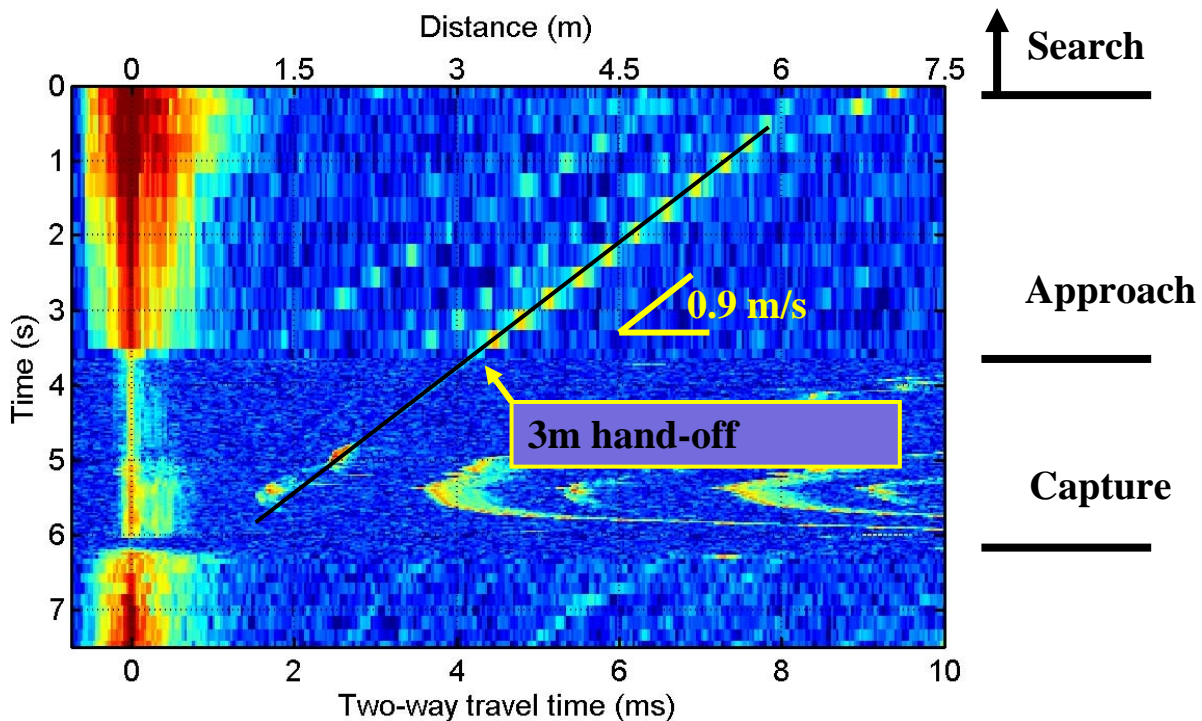 Distance (m)
0 1.5 3 4.5 6 7.5
Search
0
1
2
3
4
5
6
7
Time (s)
0.9 m/s
Approach
3m hand-off
Capture
0 2 4 6 8 10
Two-way travel time (ms)